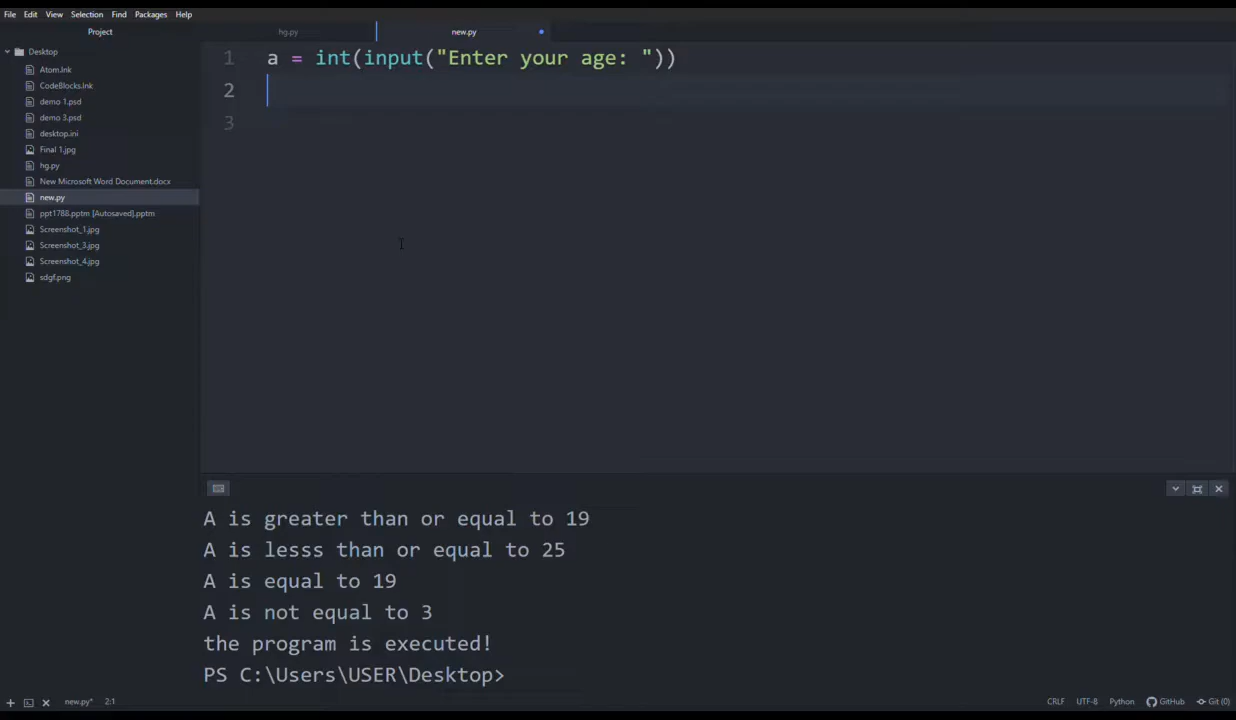 File Edit View Selection Find Packages Help
Project
hg.py
new.py
Desktop
Atom.lnk
CodeBlocks.lnk
demo 1.psd
demo 3.psd
desktop.ini
Final 1.jpg
hg.py
New Microsoft Word Document.docx
new.py
ppt1788.pptm [Autosaved].pptm
Screenshot_1.jpg
Screenshot_3.jpg
Screenshot_4.jpg
sdgf.png
1 a = int(input("Enter your age: "))
2
3
A is greater than or equal to 19
A is lesss than or equal to 25
A is equal to 19
A is not equal to 3
the program is executed!
PS C:\Users\USER\Desktop>
new.py* 2:1 CRLF UTF-8 Python GitHub Git (0)